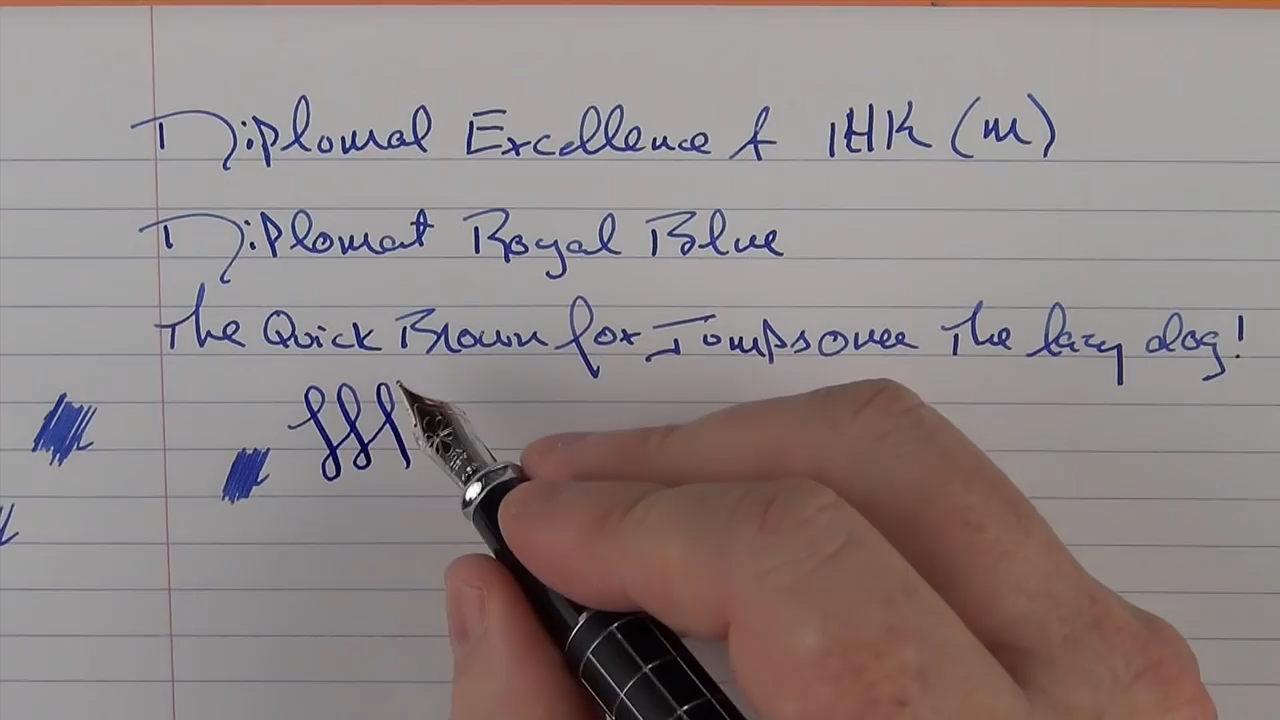 Diplomat Excellence A 14K (M)
Diplomat Royal Blue
The Quick Brown fox Jumps over The lazy dog!
fff